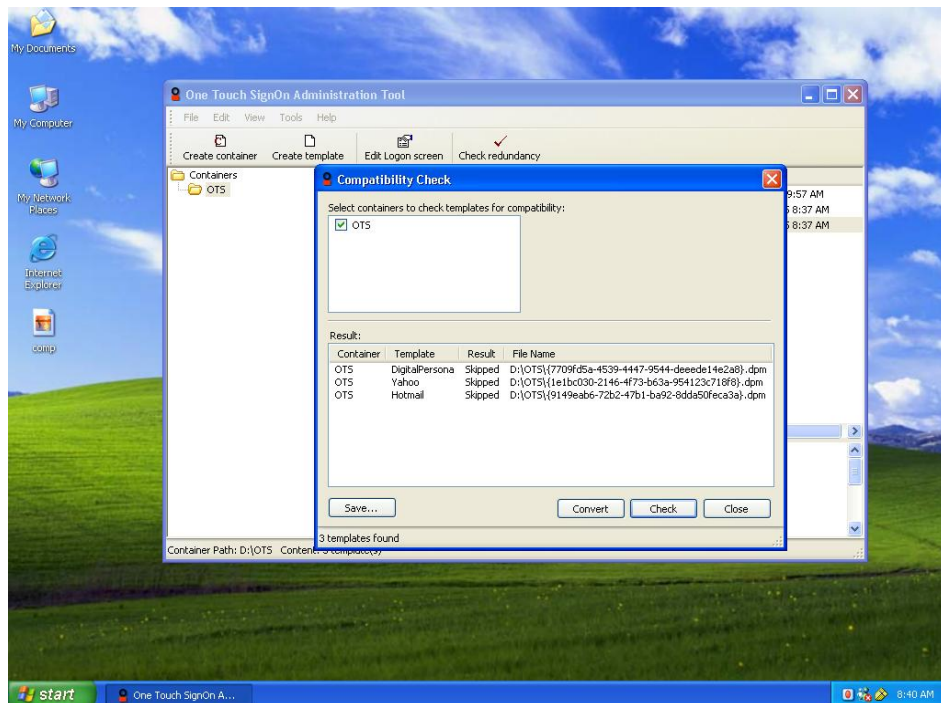 My Documents
My Computer
My Network
Places
Internet
Explorer
comp
One Touch SignOn Administration Tool
File Edit View Tools Help
Create container Create template Edit Logon screen Check redundancy
Containers
OTS
9:57 AM
8:37 AM
8:37 AM
Compatibility Check
Select containers to check templates for compatibility:
OTS
Result:
Container Template Result File Name
OTS DigitalPersona Skipped D:\OTS\{7709fd5a-4539-4447-9544-deeede14e2a8}.dpm
OTS Yahoo Skipped D:\OTS\{1e1bc030-2146-4f73-b63a-954123c718f8}.dpm
OTS Hotmail Skipped D:\OTS\{9149eab6-72b2-47b1-ba92-8dda50feca3a}.dpm
Save... Convert Check Close
3 templates found
Container Path: D:\OTS Content: 3 template(s)
start One Touch SignOn A... 8:40 AM